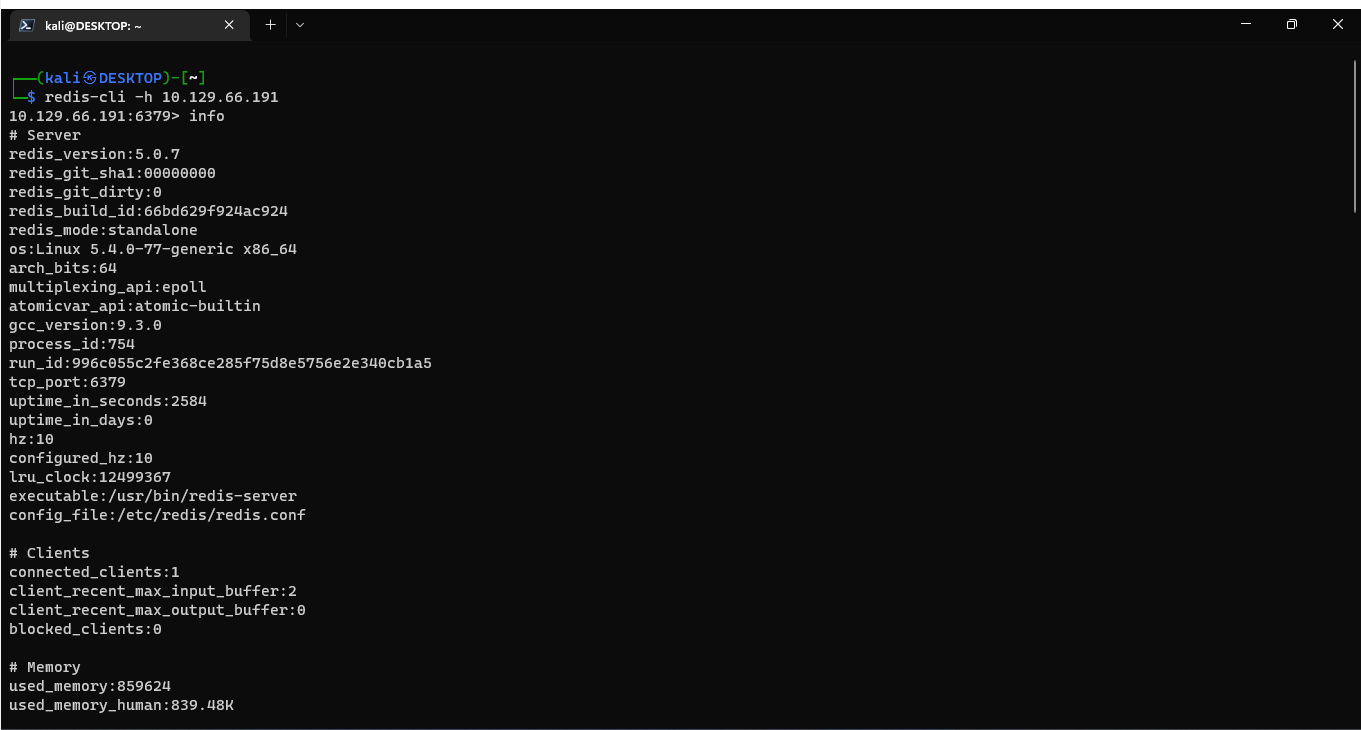 kali@DESKTOP: ~
┌──(kali㉿DESKTOP)-[~]
└─$ redis-cli -h 10.129.66.191
10.129.66.191:6379> info
# Server
redis_version:5.0.7
redis_git_sha1:00000000
redis_git_dirty:0
redis_build_id:66bd629f924ac924
redis_mode:standalone
os:Linux 5.4.0-77-generic x86_64
arch_bits:64
multiplexing_api:epoll
atomicvar_api:atomic-builtin
gcc_version:9.3.0
process_id:754
run_id:996c055c2fe368ce285f75d8e5756e2e340cb1a5
tcp_port:6379
uptime_in_seconds:2584
uptime_in_days:0
hz:10
configured_hz:10
lru_clock:12499367
executable:/usr/bin/redis-server
config_file:/etc/redis/redis.conf
# Clients
connected_clients:1
client_recent_max_input_buffer:2
client_recent_max_output_buffer:0
blocked_clients:0
# Memory
used_memory:859624
used_memory_human:839.48K